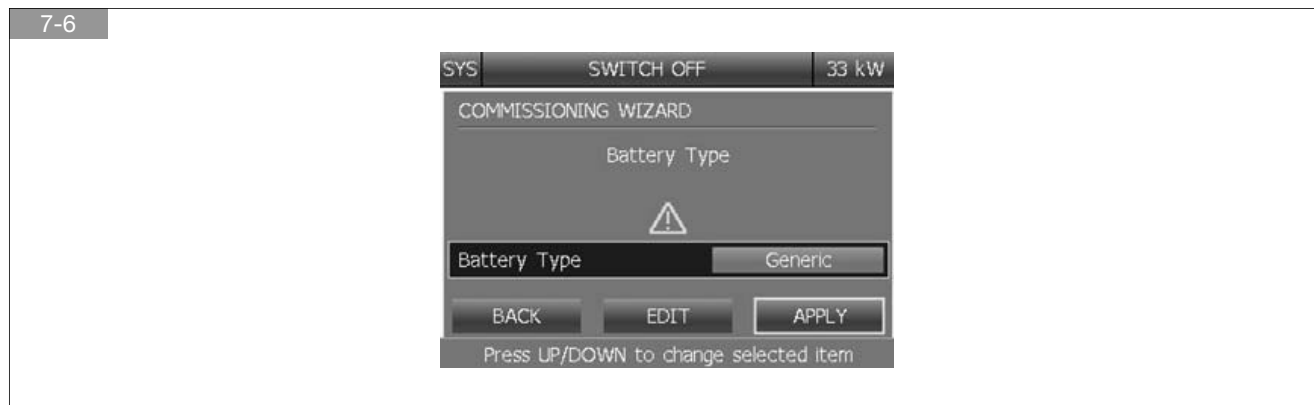 7-6
SYS SWITCH OFF 33 kW
COMMISSIONING WIZARD
Battery Type
Battery Type Generic
BACK EDIT APPLY
Press UP/DOWN to change selected item